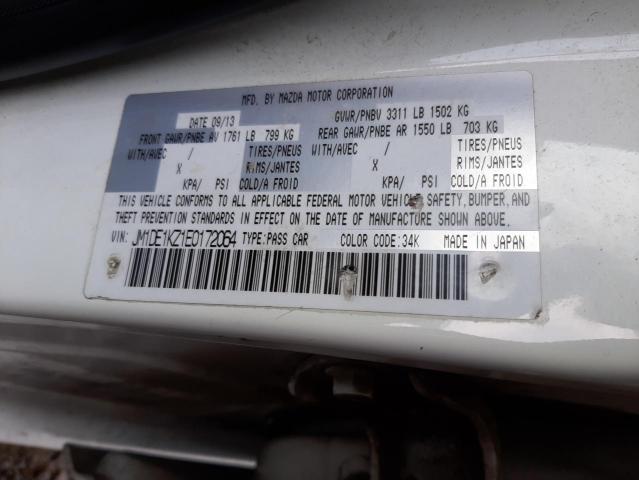 MFD. BY MAZDA MOTOR CORPORATION
DATE 09/13 GVWR/PNBV 3311 LB 1502 KG
FRONT GAWR/PNBE AV 1761 LB 799 KG REAR GAWR/PNBE AR 1550 LB 703 KG
WITH/AVEC / TIRES/PNEUS WITH/AVEC / TIRES/PNEUS
X RIMS/JANTES X RIMS/JANTES
KPA/ PSI COLD/A FROID KPA/ PSI COLD/A FROID
THIS VEHICLE CONFORMS TO ALL APPLICABLE FEDERAL MOTOR VEHICLE SAFETY, BUMPER, AND
THEFT PREVENTION STANDARDS IN EFFECT ON THE DATE OF MANUFACTURE SHOWN ABOVE.
VIN: JM1DE1KZ1E0172064 TYPE:PASS CAR COLOR CODE:34K MADE IN JAPAN